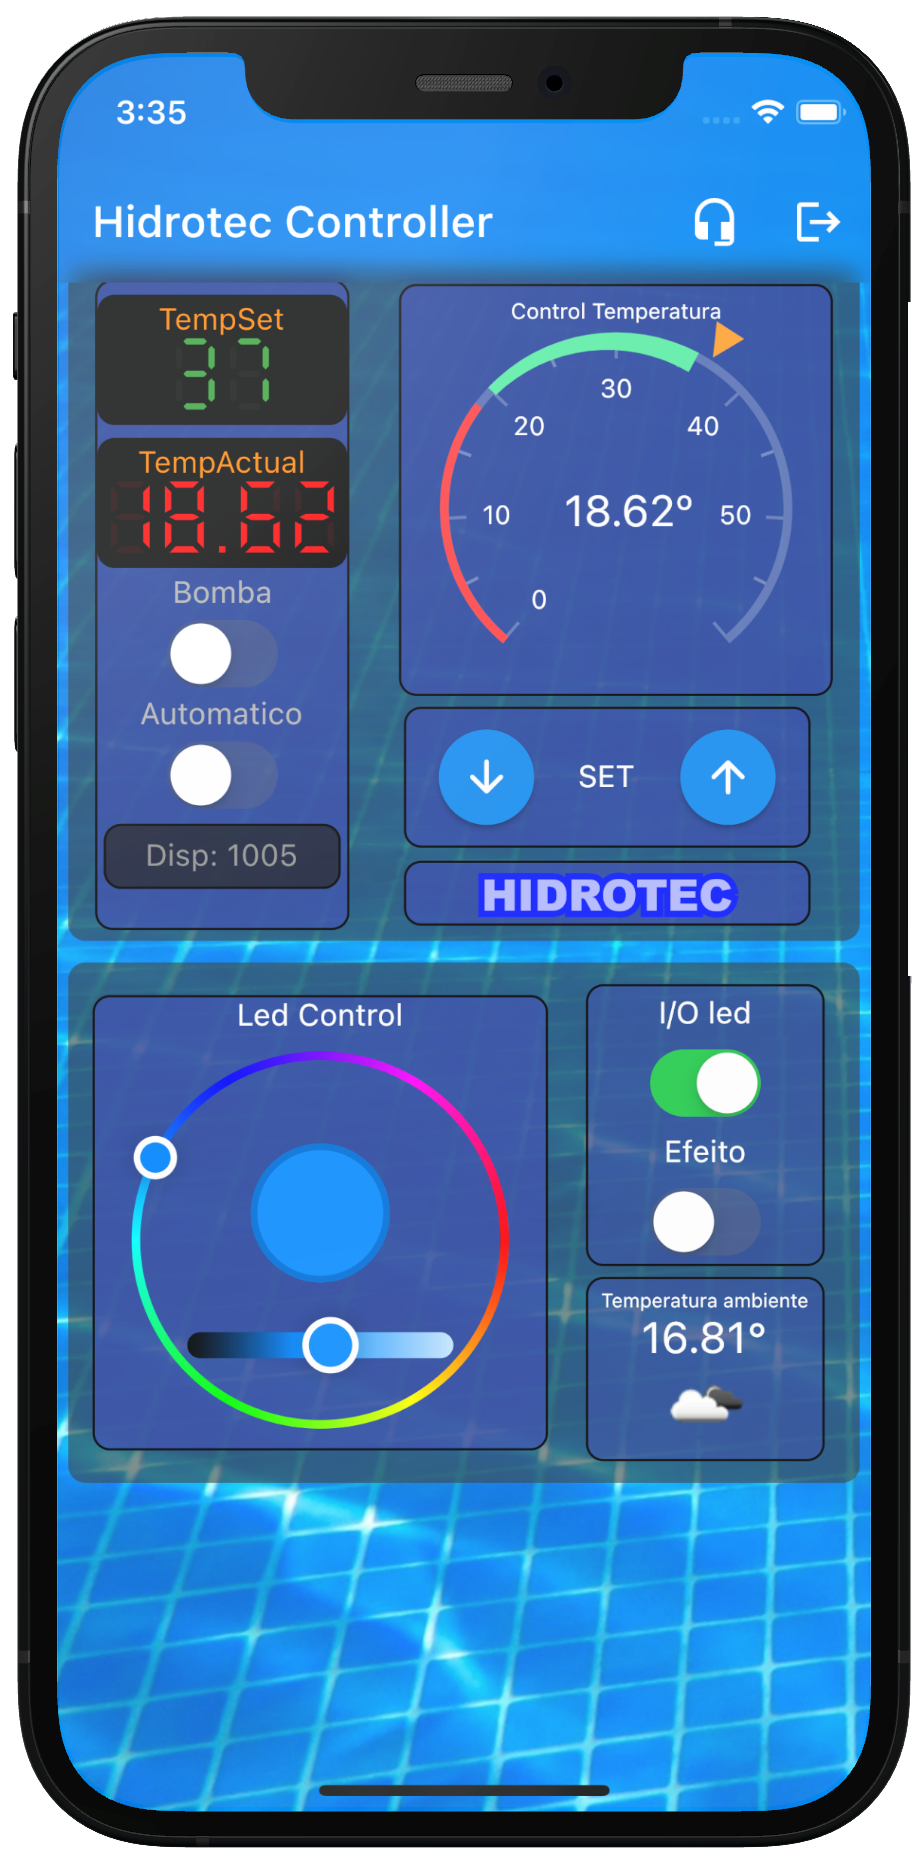 3:35
Hidrotec Controller
TempSet
37
TempActual
18.62
Bomba
Automatico
Disp: 1005
Control Temperatura
0
10
20
30
40
50
18.62°
SET
HIDROTEC
Led Control
I/O led
Efeito
Temperatura ambiente
16.81°